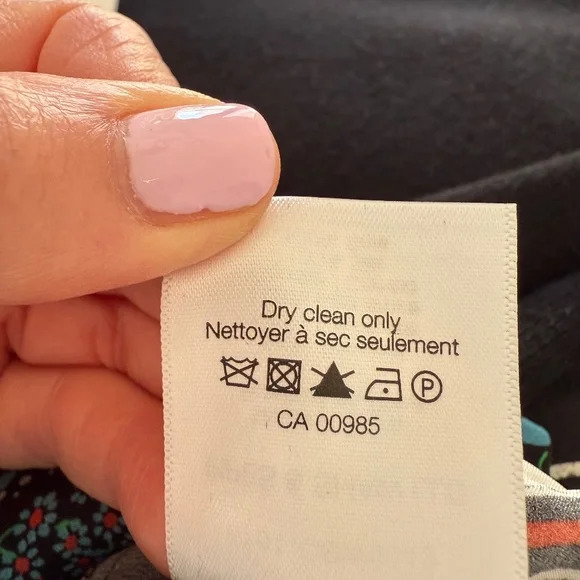 Dry clean only
Nettoyer à sec seulement
P
CA 00985